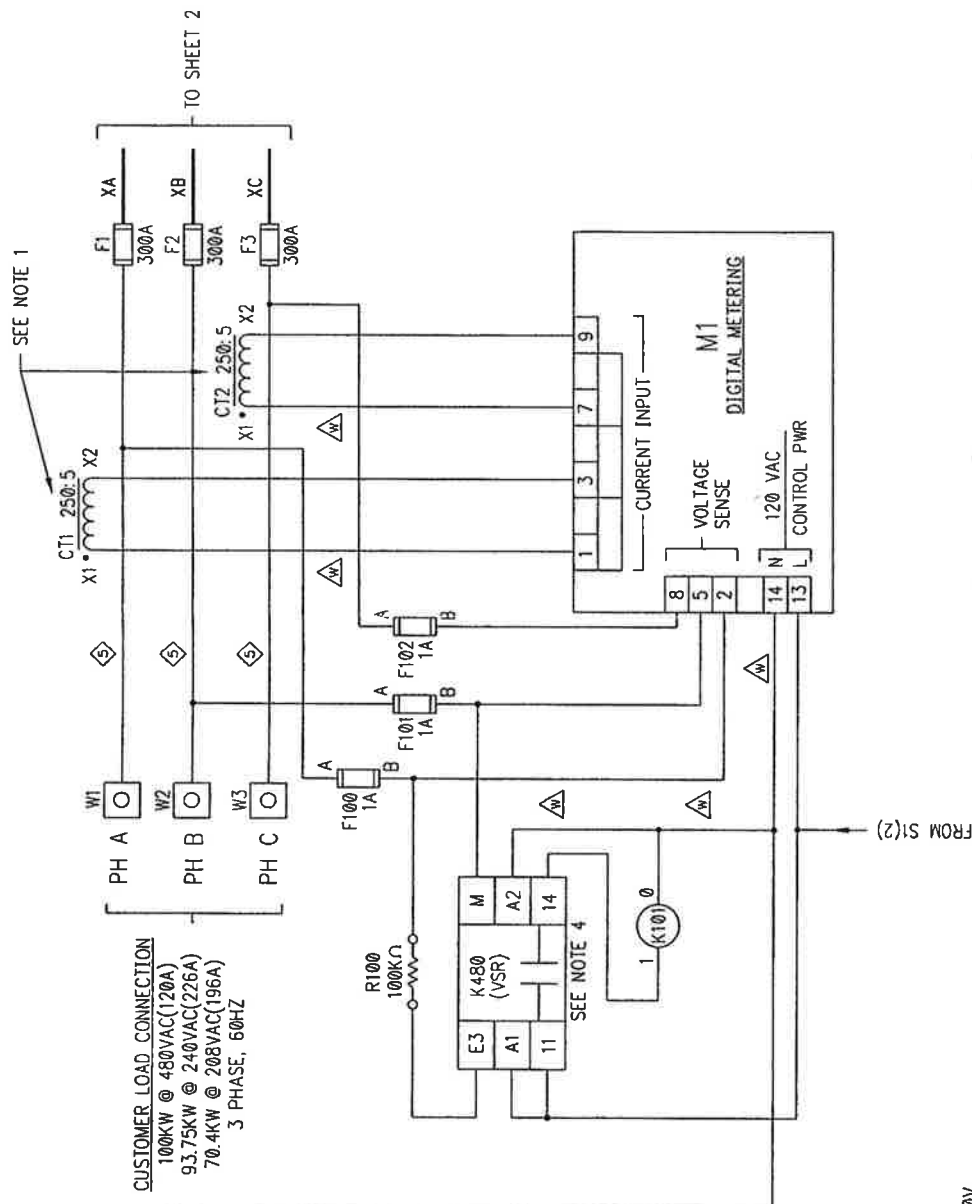 SEE NOTE 1
CUSTOMER LOAD CONNECTION
100KW @ 480VAC(120A)
93.75KW @ 240VAC(226A)
70.4KW @ 208VAC(196A)
3 PHASE, 60HZ
PH A
PH B
PH C
W1
W2
W3
5
5
5
X1
CT1 250:5
X2
X1
CT2 250:5
X2
F1
300A
XA
F2
300A
XB
F3
300A
XC
TO SHEET 2
W
W
A
F100
1A
B
A
F101
1A
B
A
F102
1A
B
R100
100KΩ
E3
A1
11
K480
(VSR)
M
A2
14
SEE NOTE 4
1
K101
0
W
W
W
1
3
7
9
CURRENT INPUT
8
5
2
14
13
VOLTAGE
SENSE
N
L
120 VAC
CONTROL PWR
M1
DIGITAL METERING
FROM S1(2)